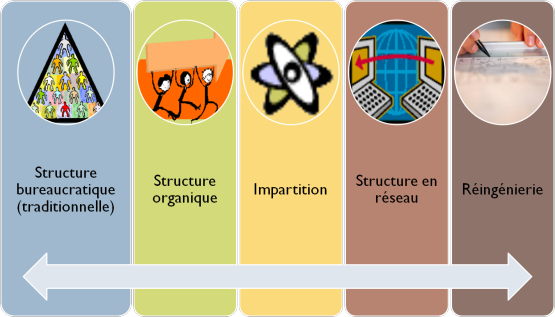 Structure
bureaucratique
(traditionnelle)
Structure
organique
Impartition
Structure en
réseau
Réingénierie